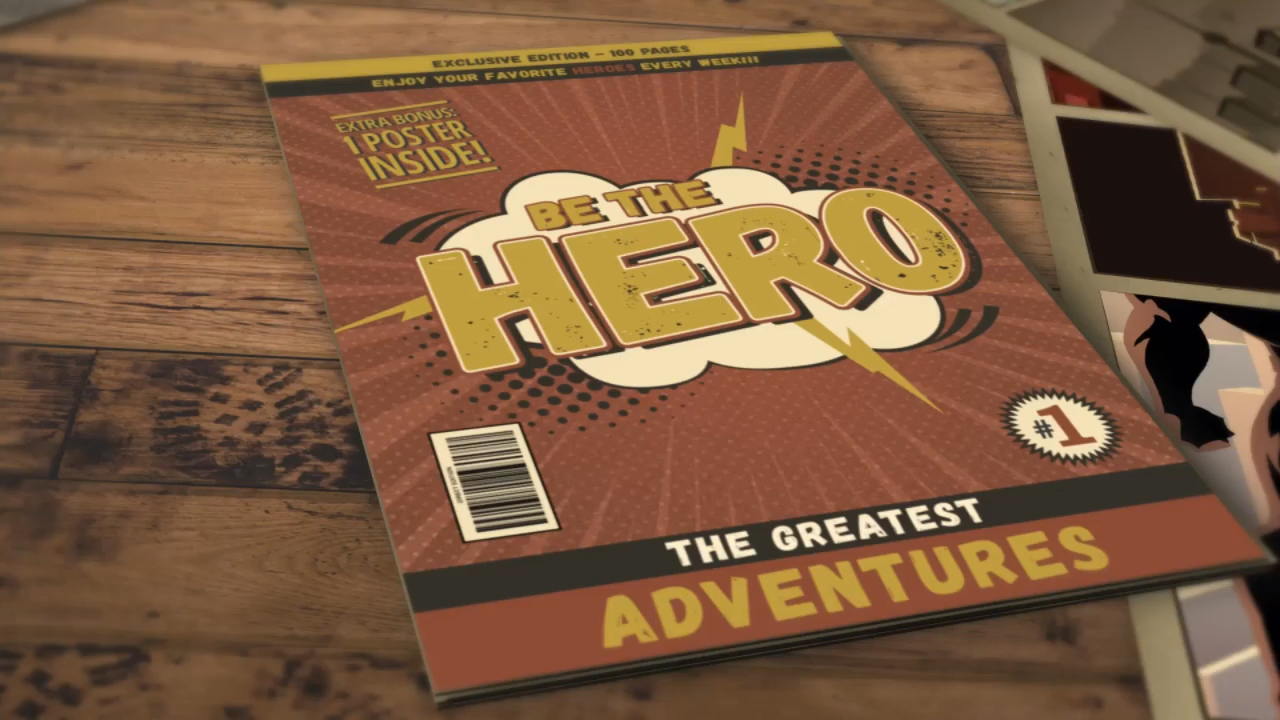 EXCLUSIVE EDITION – 100 PAGES
ENJOY YOUR FAVORITE HEROES EVERY WEEK!!!
EXTRA BONUS:
1 POSTER
INSIDE!
BE THE
HERO
#1
THE GREATEST
ADVENTURES